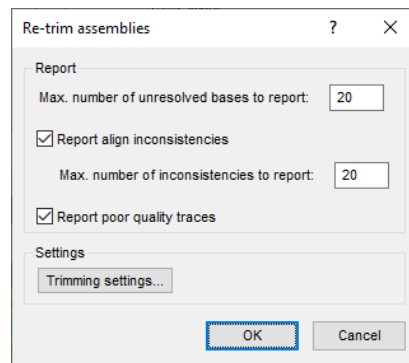 Re-trim assemblies
Report
Max. number of unresolved bases to report: 20
Report align inconsistencies
Max. number of inconsistencies to report: 20
Report poor quality traces
Settings
Trimming settings...
OK Cancel